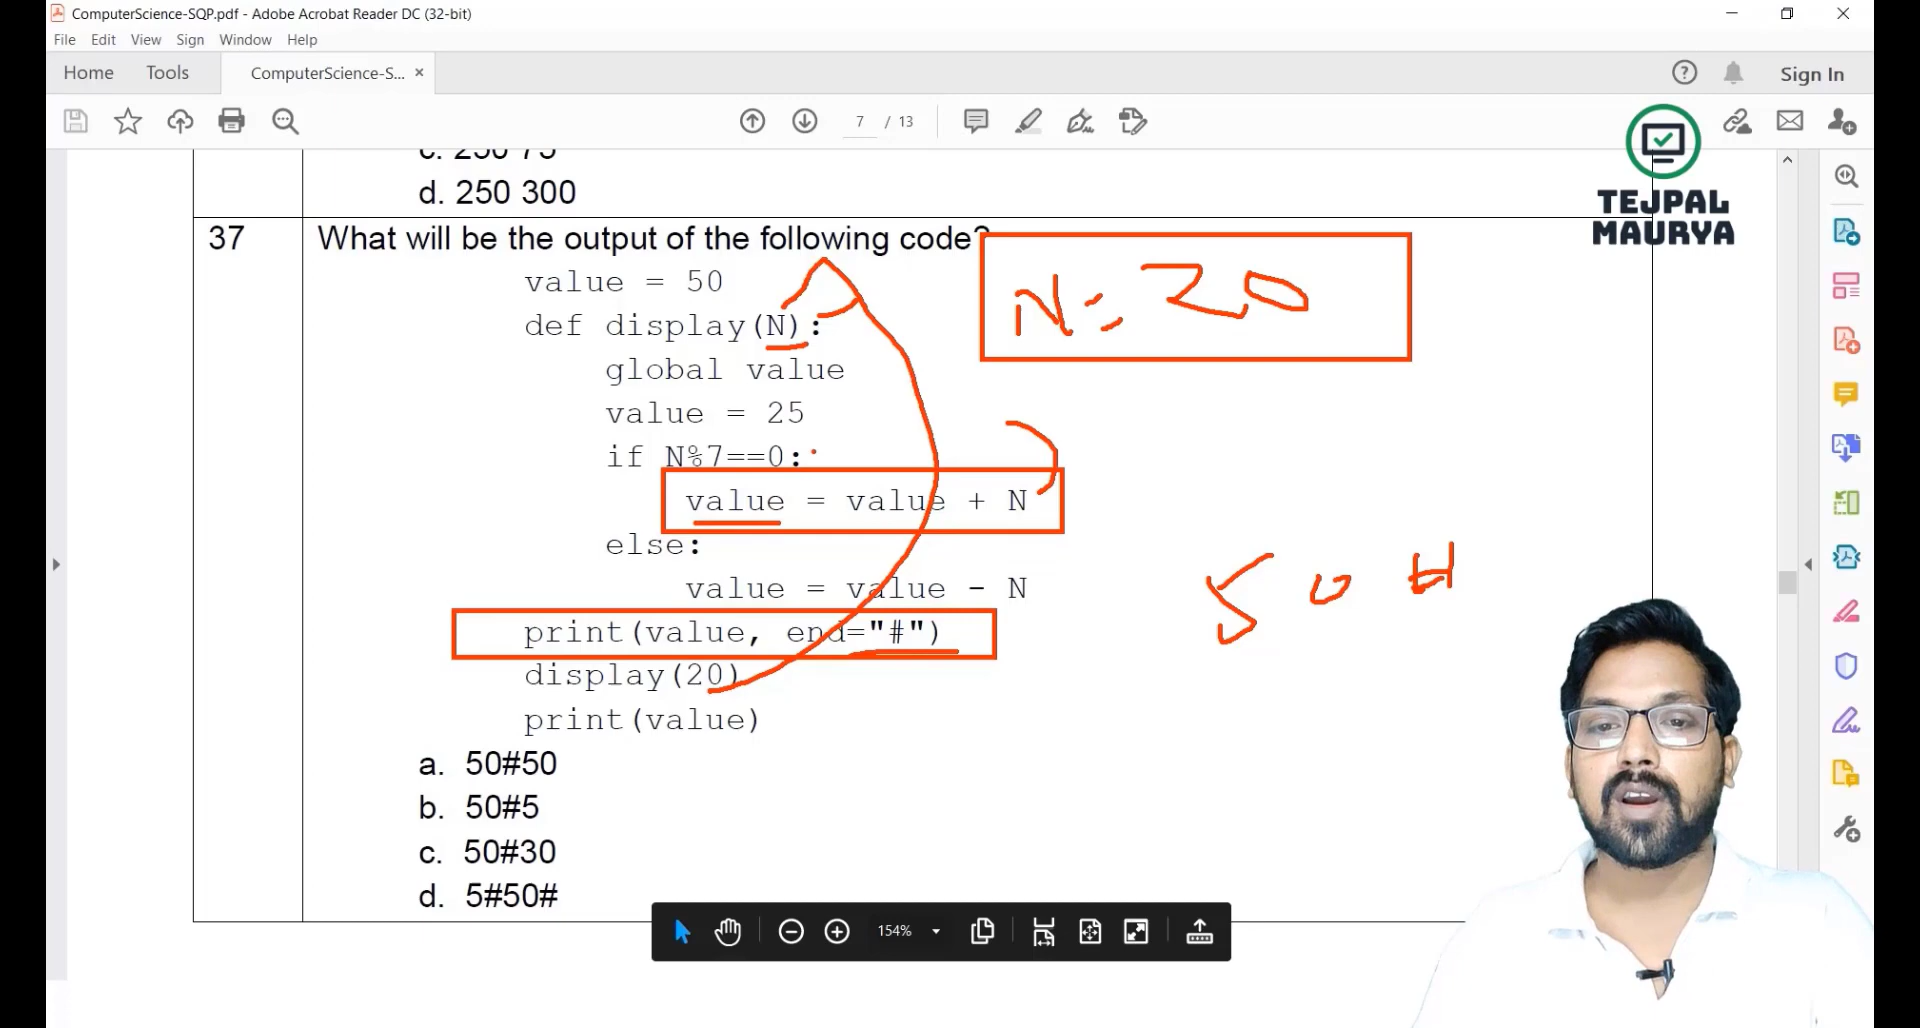 ComputerScience-SQP.pdf - Adobe Acrobat Reader DC (32-bit)
File Edit View Sign Window Help
Home Tools ComputerScience-S... ×
Sign In
7 / 13
TEJPAL
MAURYA
c. 250 75
d. 250 300
37 What will be the output of the following code?
value = 50
def display(N):
global value
value = 25
if N%7==0:
value = value + N
else:
value = value - N
print(value, end="#")
display(20)
print(value)
N = 20
50 #
a. 50#50
b. 50#5
c. 50#30
d. 5#50#
154%